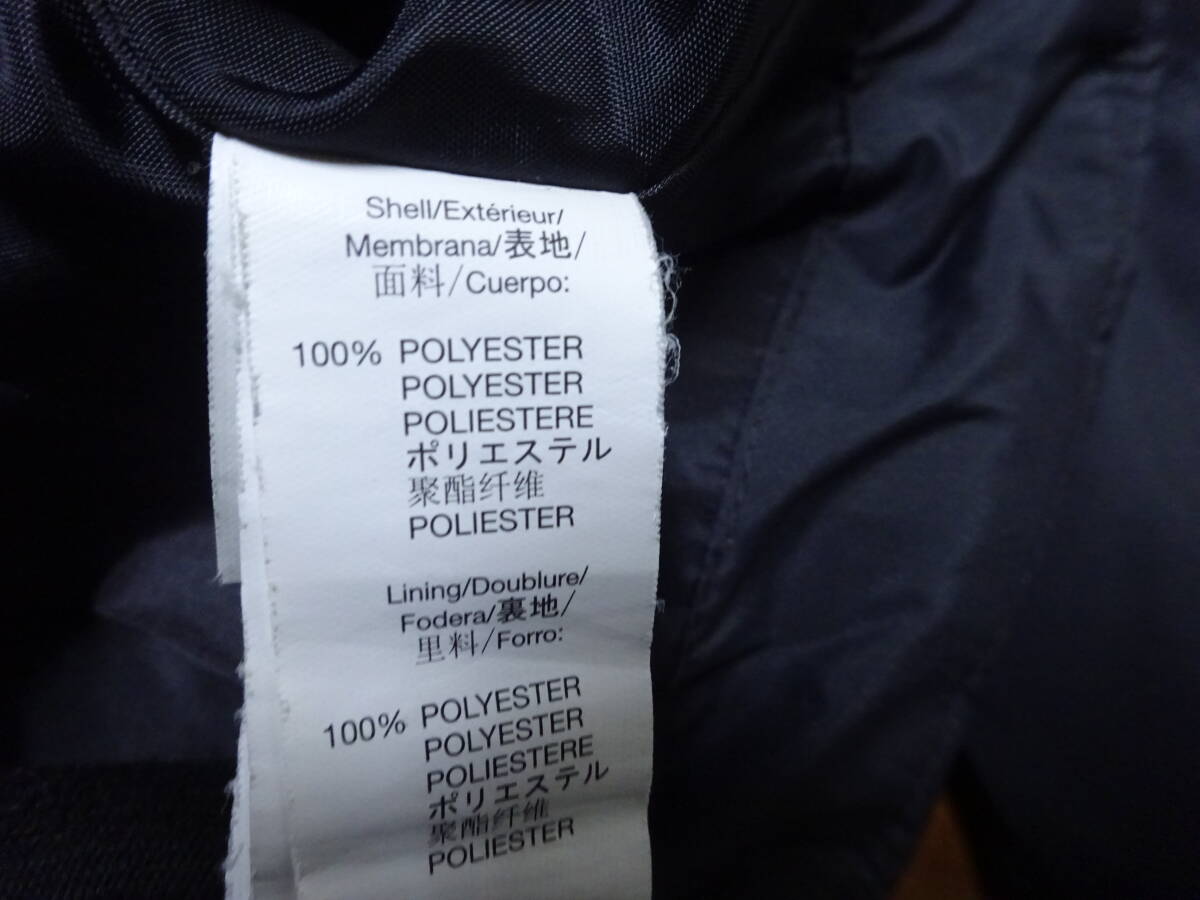 Shell/Extérieur/
Membrana/表地/
面料/Cuerpo:
100% POLYESTER
POLYESTER
POLIESTERE
ポリエステル
聚酯纤维
POLIESTER
Lining/Doublure/
Fodera/裏地/
里料/Forro:
100% POLYESTER
POLYESTER
POLIESTERE
ポリエステル
聚酯纤维
POLIESTER